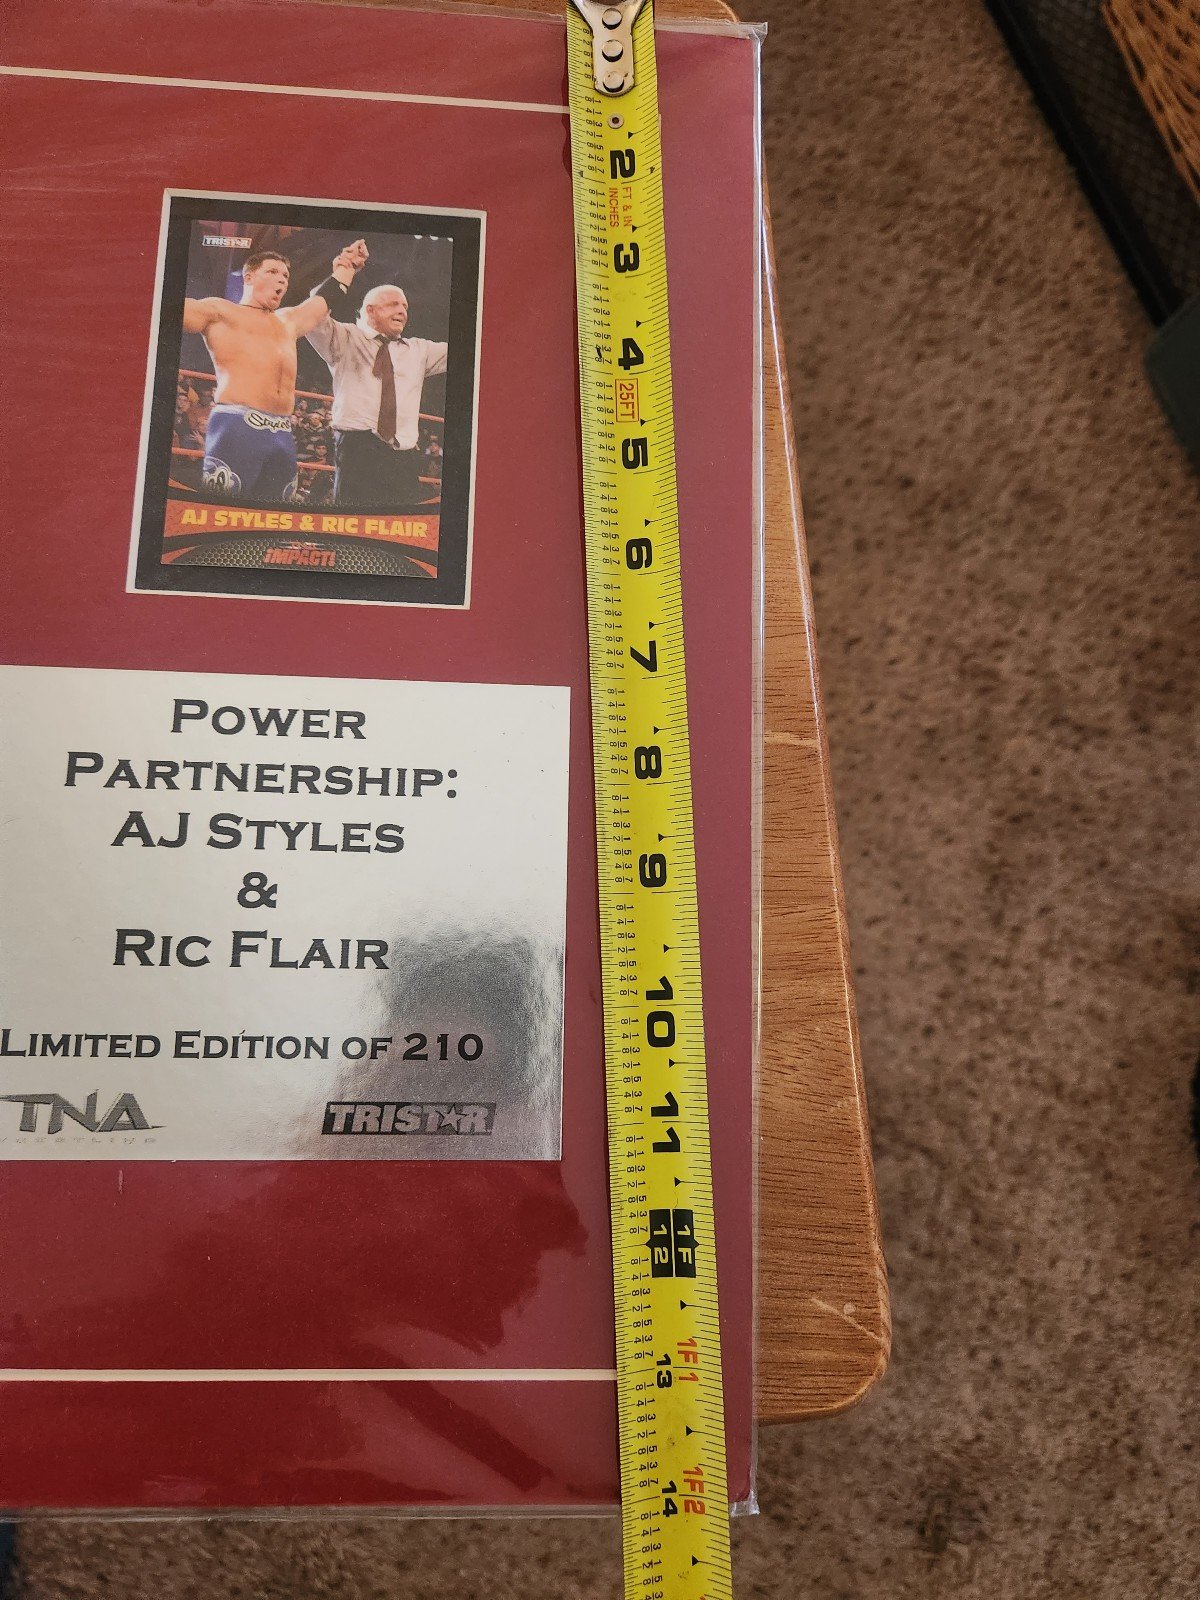 TRISTAR
Styles
AJ STYLES & RIC FLAIR
iMPACT!
POWER
PARTNERSHIP:
AJ STYLES
&
RIC FLAIR
LIMITED EDITION OF 210
TNA
WRESTLING
TRISTAR
2
FT & IN
INCHES
3
4
25FT
5
6
7
8
9
10
11
1F
12
1F1
13
1F2
14